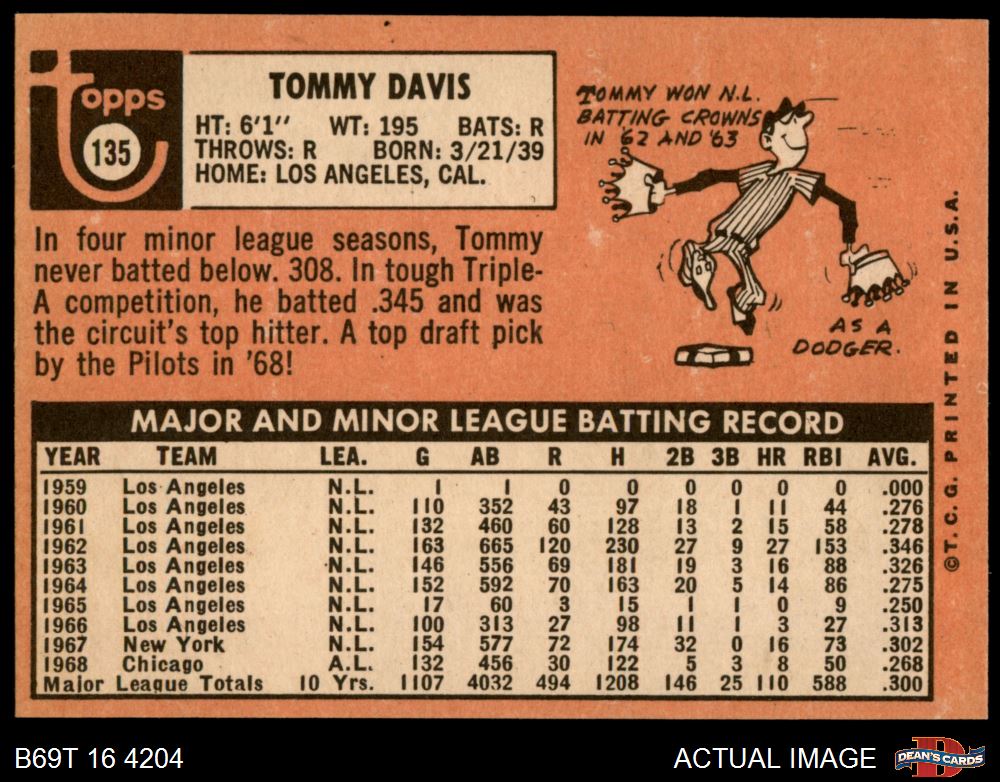 topps
135
TOMMY DAVIS
HT: 6'1" WT: 195 BATS: R
THROWS: R BORN: 3/21/39
HOME: LOS ANGELES, CAL.
TOMMY WON N.L.
BATTING CROWNS
IN '62 AND '63
AS A
DODGER.
In four minor league seasons, Tommy
never batted below. 308. In tough Triple-
A competition, he batted .345 and was
the circuit's top hitter. A top draft pick
by the Pilots in '68!
MAJOR AND MINOR LEAGUE BATTING RECORD
YEAR TEAM LEA. G AB R H 2B 3B HR RBI AVG.
1959 Los Angeles N.L. 1 1 0 0 0 0 0 0 .000
1960 Los Angeles N.L. 110 352 43 97 18 1 11 44 .276
1961 Los Angeles N.L. 132 460 60 128 13 2 15 58 .278
1962 Los Angeles N.L. 163 665 120 230 27 9 27 153 .346
1963 Los Angeles N.L. 146 556 69 181 19 3 16 88 .326
1964 Los Angeles N.L. 152 592 70 163 20 5 14 86 .275
1965 Los Angeles N.L. 17 60 3 15 1 1 0 9 .250
1966 Los Angeles N.L. 100 313 27 98 11 1 3 27 .313
1967 New York N.L. 154 577 72 174 32 0 16 73 .302
1968 Chicago A.L. 132 456 30 122 5 3 8 50 .268
Major League Totals 10 Yrs. 1107 4032 494 1208 146 25 110 588 .300
©T. C. G. PRINTED IN U.S.A.
B69T 16 4204
ACTUAL IMAGE
D
DEAN'S CARDS